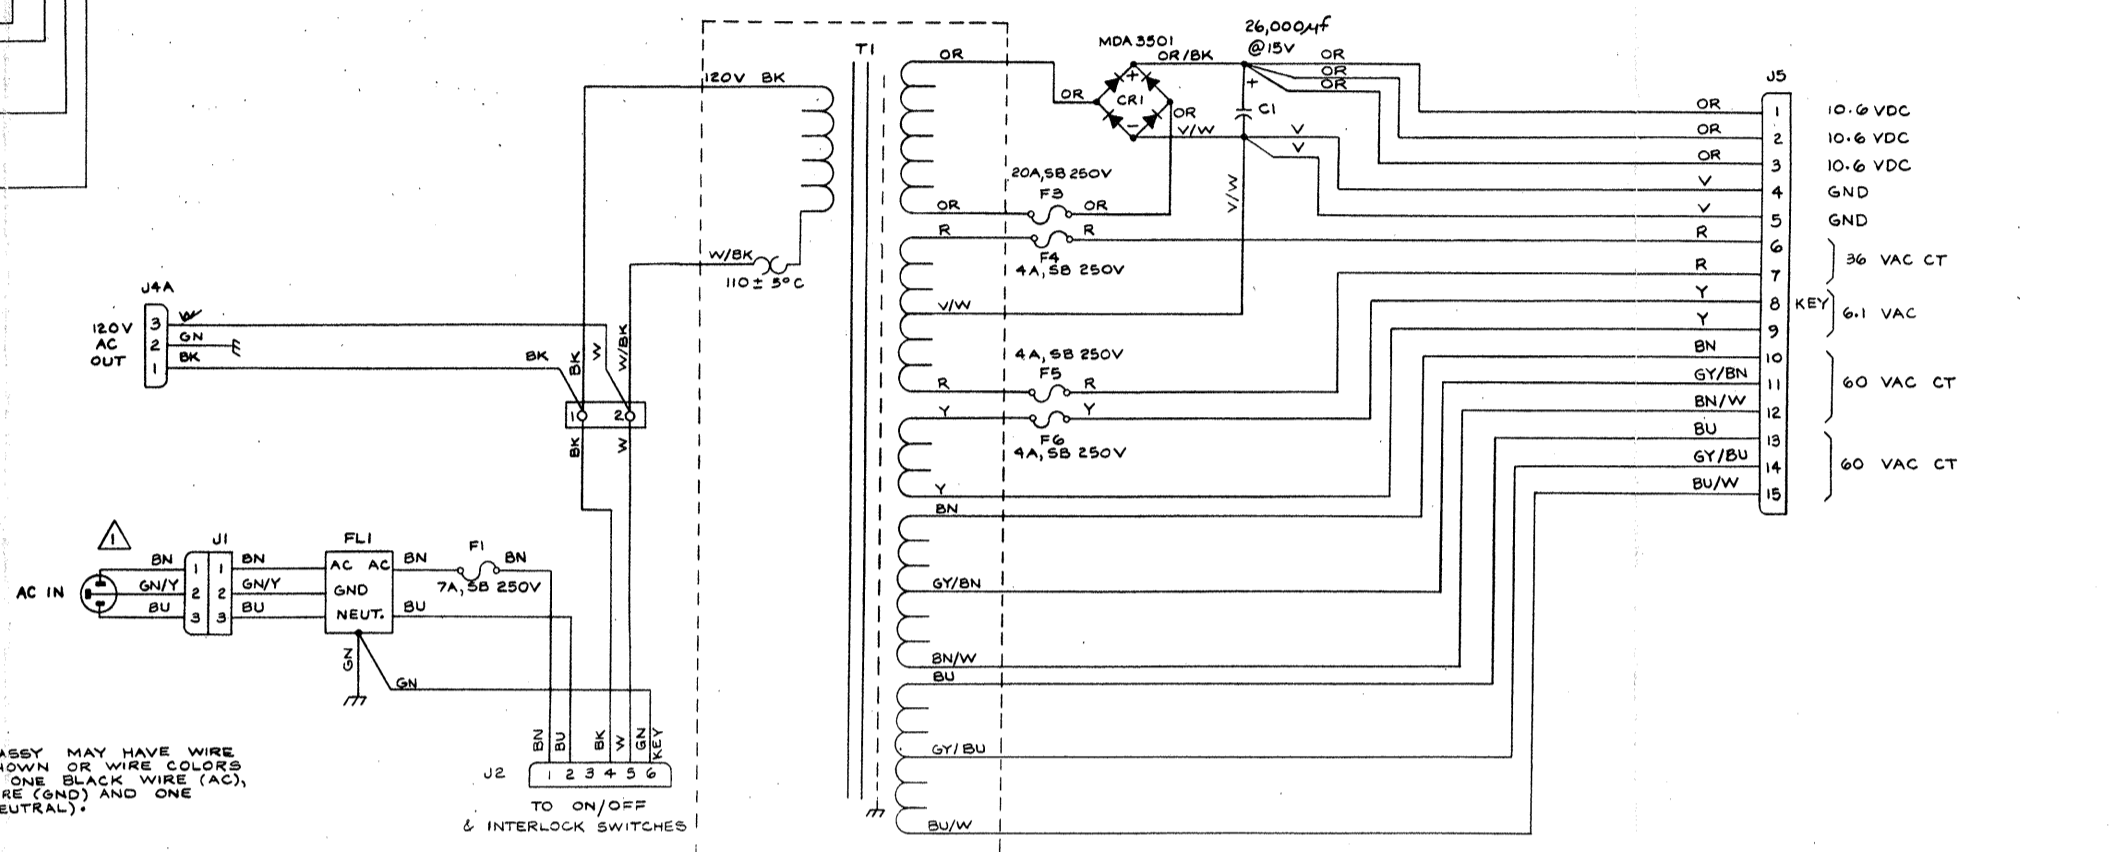 26,000µf
@15V
MDA 3501
OR/BK
OR
OR
OR
T1
OR
120V BK
OR
+
CR1
-
OR
+
C1
V/W
V
V
J5
OR 1 10.6 VDC
OR 2 10.6 VDC
OR 3 10.6 VDC
V 4 GND
V 5 GND
R 6
R 7
36 VAC CT
Y 8 KEY
Y 9
6.1 VAC
BN 10
GY/BN 11
BN/W 12
60 VAC CT
BU 13
GY/BU 14
BU/W 15
60 VAC CT
20A, SB 250V
F3
OR
OR
V/W
R
R
F4
4A, SB 250V
W/BK
110 ± 5°C
V/W
4A, SB 250V
F5
R
R
Y
Y
F6
4A, SB 250V
Y
BN
GY/BN
BN/W
BU
GY/BU
BU/W
J4A
120V
AC
OUT
3 W
2 GN
1 BK
BK
BK
W
W/BK
1
2
BK
W
1
AC IN
BN
GN/Y
BU
J1
1 1
2 2
3 3
BN
GN/Y
BU
FL1
AC AC
GND
NEUT.
BN
F1
BN
7A, SB 250V
BU
GN
GN
BN
BU
BK
W
GN
KEY
J2
1 2 3 4 5 6
TO ON/OFF
& INTERLOCK SWITCHES
ASSY MAY HAVE WIRE
OWN OR WIRE COLORS
ONE BLACK WIRE (AC),
RE (GND) AND ONE
EUTRAL).